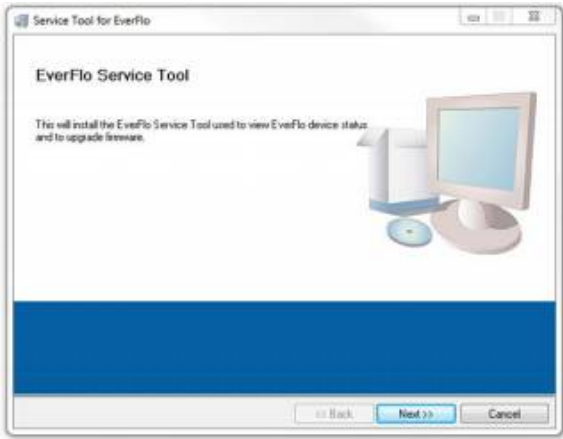 Service Tool for EverFlo
EverFlo Service Tool
This will install the EverFlo Service Tool used to view EverFlo device status
and to upgrade firmware.
<< Back
Next >>
Cancel